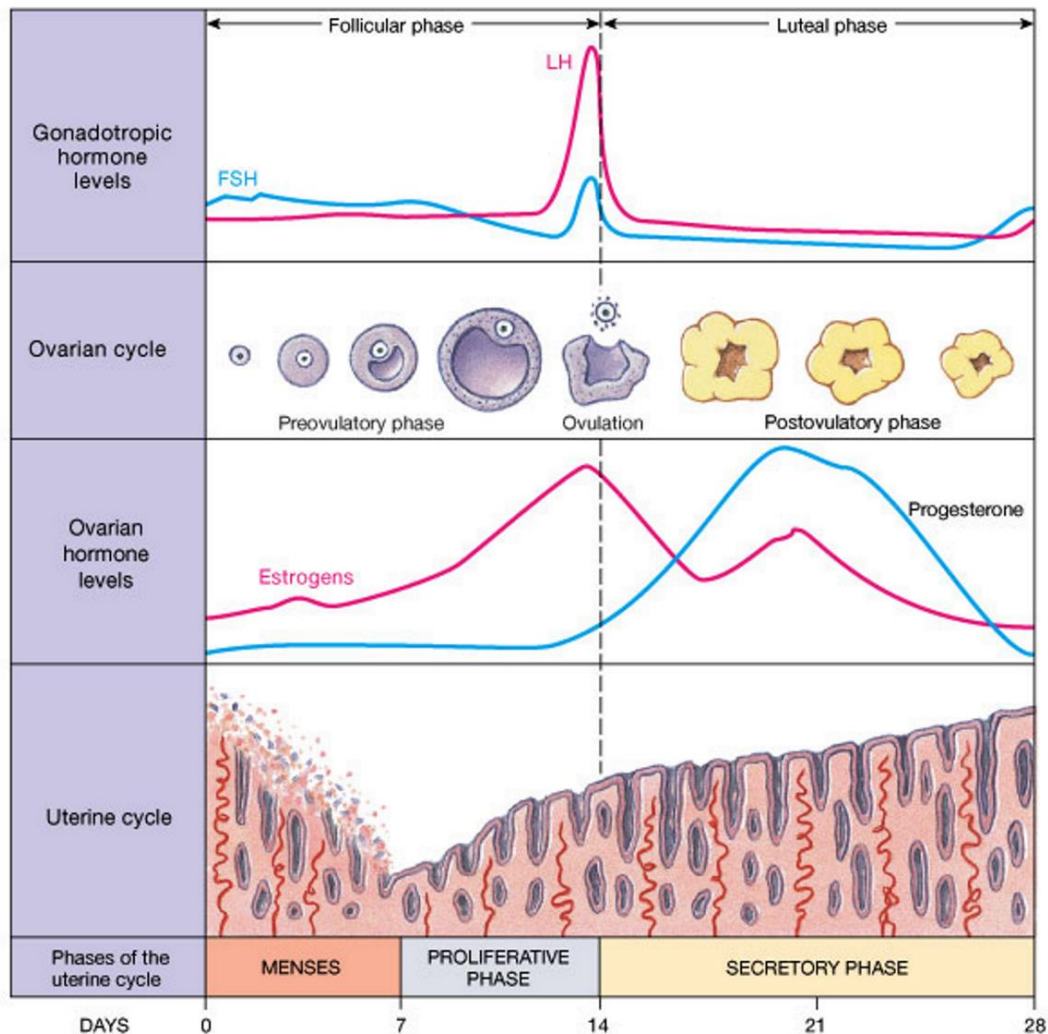 Follicular phase
Luteal phase
Gonadotropic
hormone
levels
LH
FSH
Ovarian cycle
Preovulatory phase
Ovulation
Postovulatory phase
Ovarian
hormone
levels
Estrogens
Progesterone
Uterine cycle
Phases of the
uterine cycle
MENSES
PROLIFERATIVE
PHASE
SECRETORY PHASE
DAYS 0 7 14 21 28